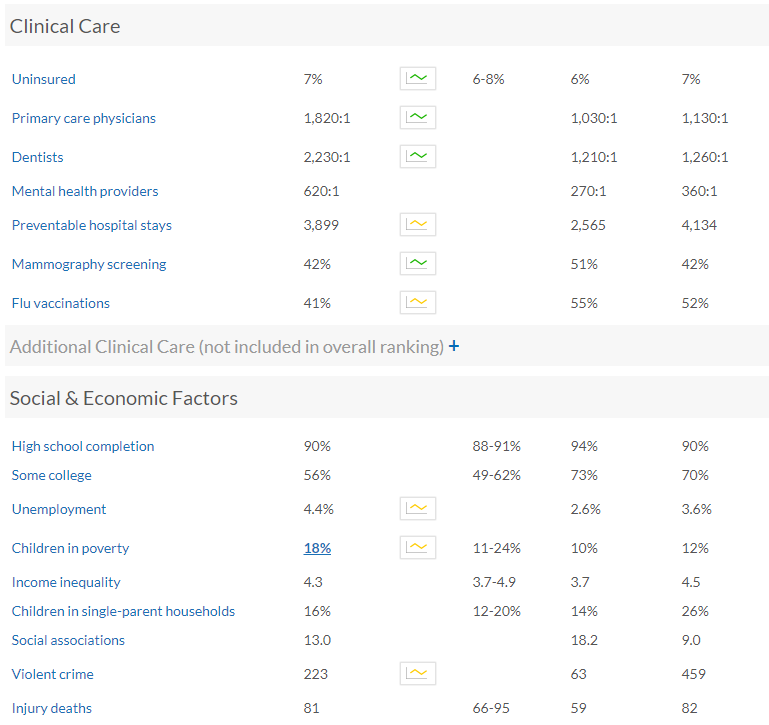 Clinical Care
Uninsured 7% 6-8% 6% 7%
Primary care physicians 1,820:1 1,030:1 1,130:1
Dentists 2,230:1 1,210:1 1,260:1
Mental health providers 620:1 270:1 360:1
Preventable hospital stays 3,899 2,565 4,134
Mammography screening 42% 51% 42%
Flu vaccinations 41% 55% 52%
Additional Clinical Care (not included in overall ranking) +
Social & Economic Factors
High school completion 90% 88-91% 94% 90%
Some college 56% 49-62% 73% 70%
Unemployment 4.4% 2.6% 3.6%
Children in poverty 18% 11-24% 10% 12%
Income inequality 4.3 3.7-4.9 3.7 4.5
Children in single-parent households 16% 12-20% 14% 26%
Social associations 13.0 18.2 9.0
Violent crime 223 63 459
Injury deaths 81 66-95 59 82